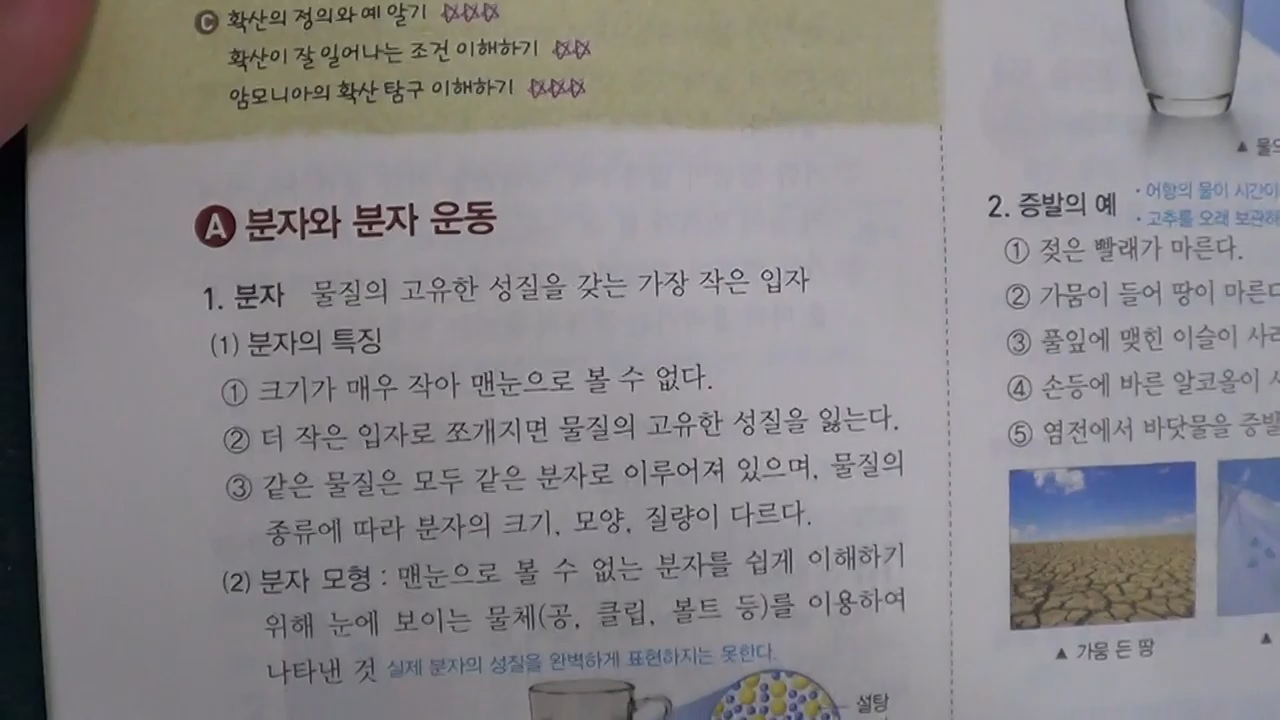 C 확산의 정의와 예 알기
확산이 잘 일어나는 조건 이해하기
암모니아의 확산 탐구 이해하기
A 분자와 분자 운동
1. 분자 물질의 고유한 성질을 갖는 가장 작은 입자
(1) 분자의 특징
① 크기가 매우 작아 맨눈으로 볼 수 없다.
② 더 작은 입자로 쪼개지면 물질의 고유한 성질을 잃는다.
③ 같은 물질은 모두 같은 분자로 이루어져 있으며, 물질의
종류에 따라 분자의 크기, 모양, 질량이 다르다.
(2) 분자 모형 : 맨눈으로 볼 수 없는 분자를 쉽게 이해하기
위해 눈에 보이는 물체(공, 클립, 볼트 등)를 이용하여
나타낸 것 실제 분자의 성질을 완벽하게 표현하지는 못한다.
설탕
▲ 물의
2. 증발의 예
• 어항의 물이 시간이
• 고추를 오래 보관하
① 젖은 빨래가 마른다.
② 가뭄이 들어 땅이 마른다
③ 풀잎에 맺힌 이슬이 사라
④ 손등에 바른 알코올이
⑤ 염전에서 바닷물을 증발
▲ 가뭄 든 땅
▲